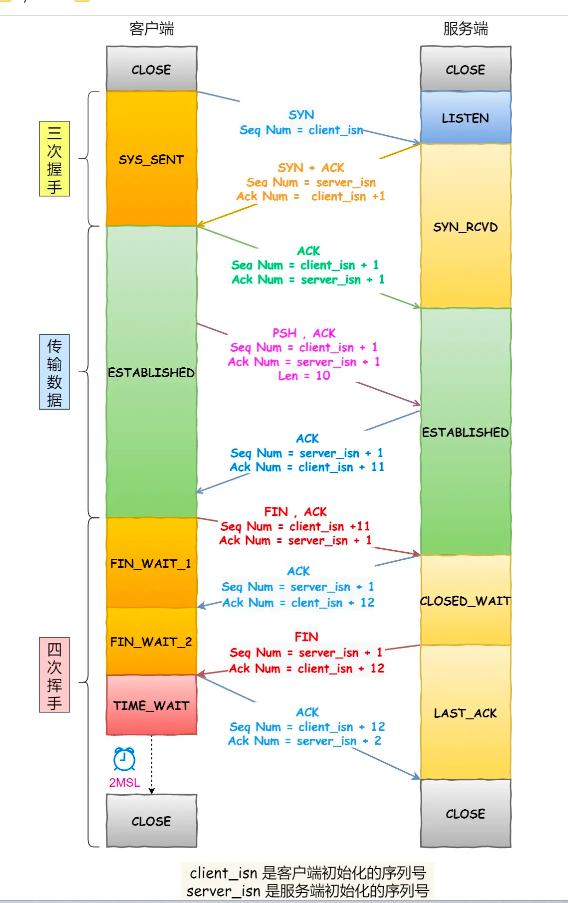 客户端
服务端
CLOSE
CLOSE
三次握手
SYS_SENT
LISTEN
SYN
Seq Num = client_isn
SYN + ACK
Seq Num = server_isn
Ack Num = client_isn +1
SYN_RCVD
ACK
Seq Num = client_isn + 1
Ack Num = server_isn + 1
传输数据
ESTABLISHED
PSH , ACK
Seq Num = client_isn + 1
Ack Num = server_isn + 1
Len = 10
ESTABLISHED
ACK
Seq Num = server_isn + 1
Ack Num = client_isn + 11
FIN , ACK
Seq Num = client_isn +11
Ack Num = server_isn + 1
四次挥手
FIN_WAIT_1
ACK
Seq Num = server_isn + 1
Ack Num = clent_isn + 12
CLOSED_WAIT
FIN_WAIT_2
FIN
Seq Num = server_isn + 1
Ack Num = client_isn + 12
TIME_WAIT
LAST_ACK
ACK
Seq Num = client_isn + 12
Ack Num = server_isn + 2
2MSL
CLOSE
CLOSE
client_isn 是客户端初始化的序列号
server_isn 是服务端初始化的序列号